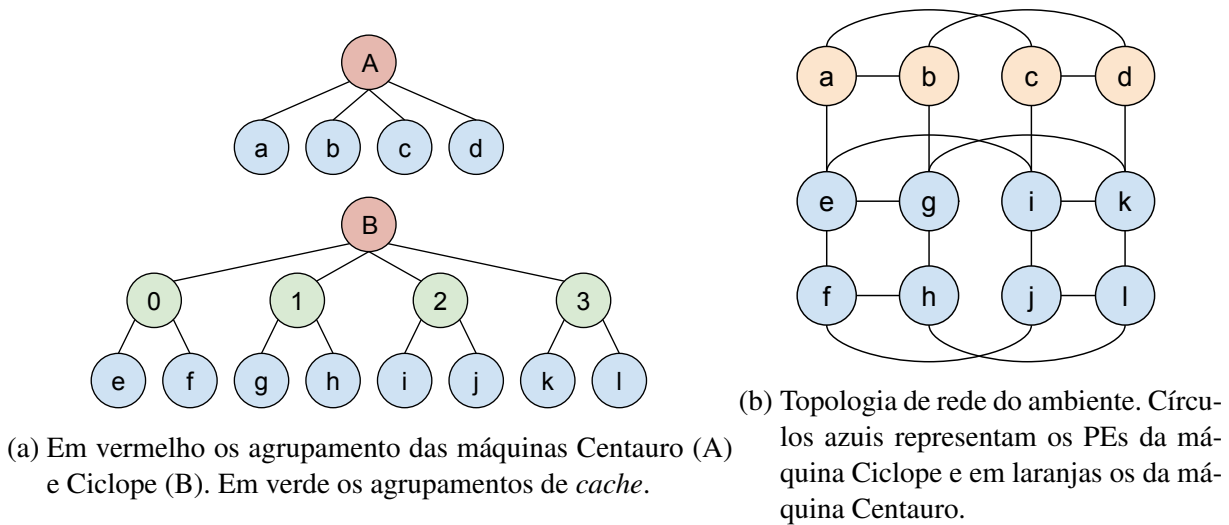 A
a b c d
B
0 1 2 3
e f g h i j k l
(a) Em vermelho os agrupamento das máquinas Centauro (A)
e Ciclope (B). Em verde os agrupamentos de cache.
a b c d
e g i k
f h j l
(b) Topologia de rede do ambiente. Círcu-
los azuis representam os PEs da má-
quina Ciclope e em laranjas os da má-
quina Centauro.